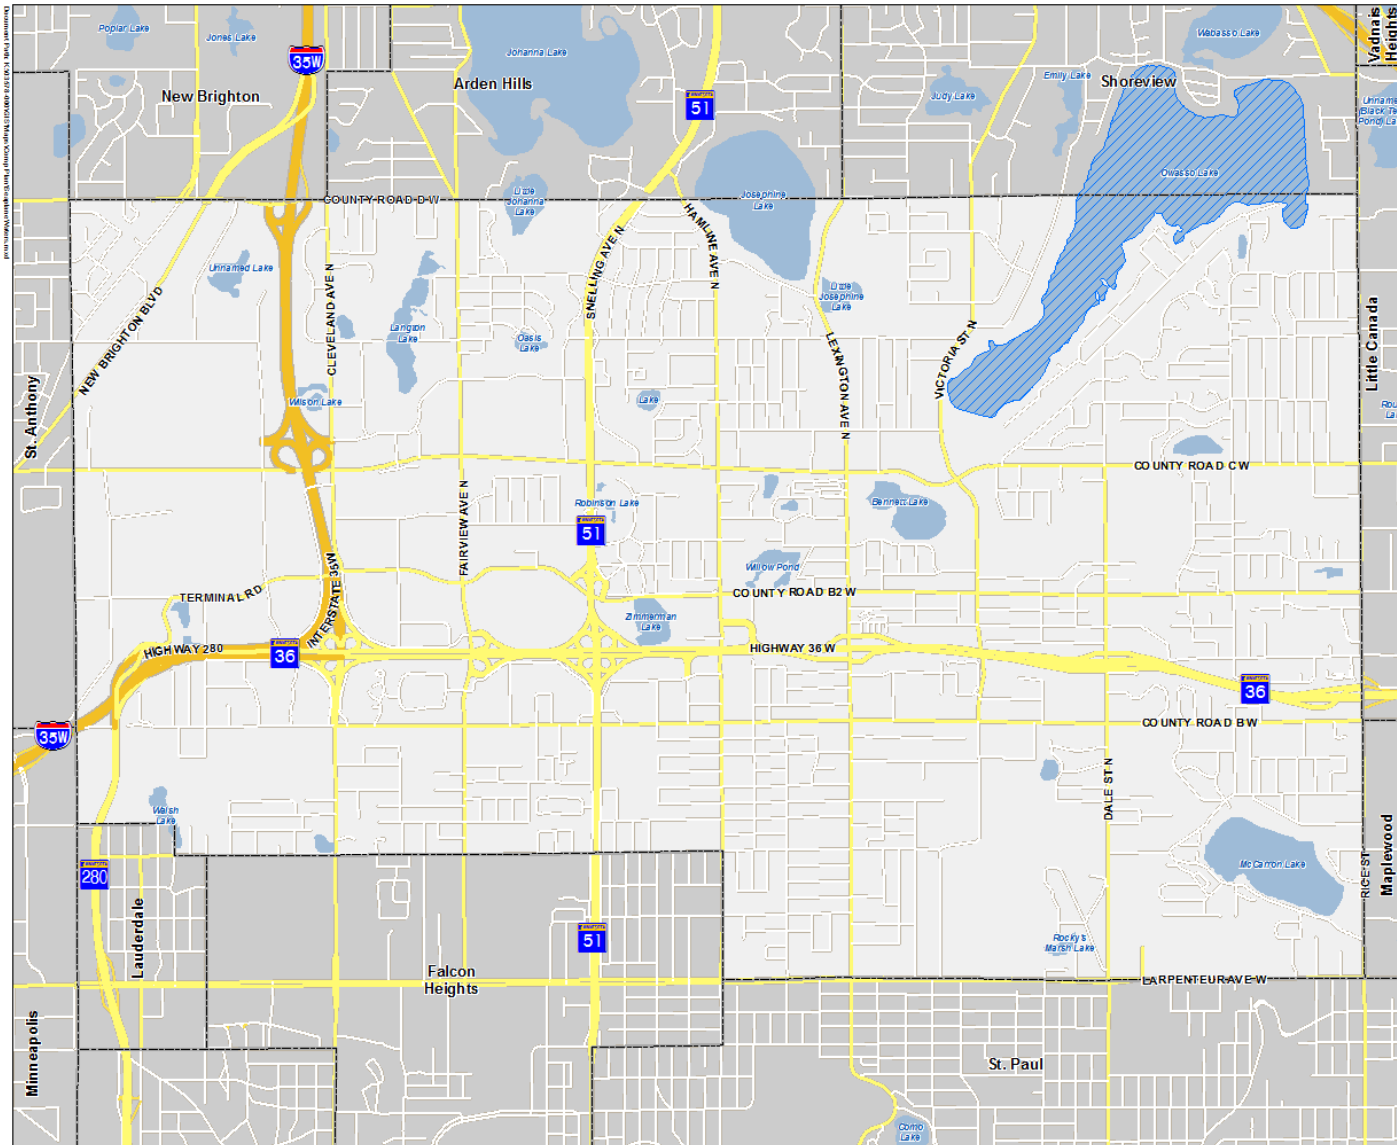 Poplar Lake
Jones Lake
Johanna Lake
Wabasso Lake
Vadnais
Heights
35W
New Brighton
Arden Hills
51
Judy Lake
Emily Lake
Shoreview
Owasso Lake
COUNTY ROAD D W
Little
Johanna
Lake
Josephine
Lake
HAMLINE AVE N
SNELLING AVE N
Unnamed Lake
CLEVELAND AVE N
Langton
Lake
Oasis
Lake
Little
Josephine
Lake
NEW BRIGHTON BLVD
LEXINGTON AVE N
VICTORIA ST N
Little Canada
St. Anthony
Wilson Lake
Lake
COUNTY ROAD C W
FAIRVIEW AVE N
Robinson Lake
51
Bennett Lake
Willow Pond
TERMINAL RD
INTERSTATE 35W
COUNTY ROAD B2 W
Zimmerman
Lake
HIGHWAY 280
36
HIGHWAY 36 W
36
35W
COUNTY ROAD B W
Walsh
Lake
DALE ST N
280
McCarron Lake
RICE ST
Maplewood
Lauderdale
51
Rocky's
Marsh Lake
Falcon
Heights
LARPENTEUR AVE W
Minneapolis
St. Paul
Como
Lake